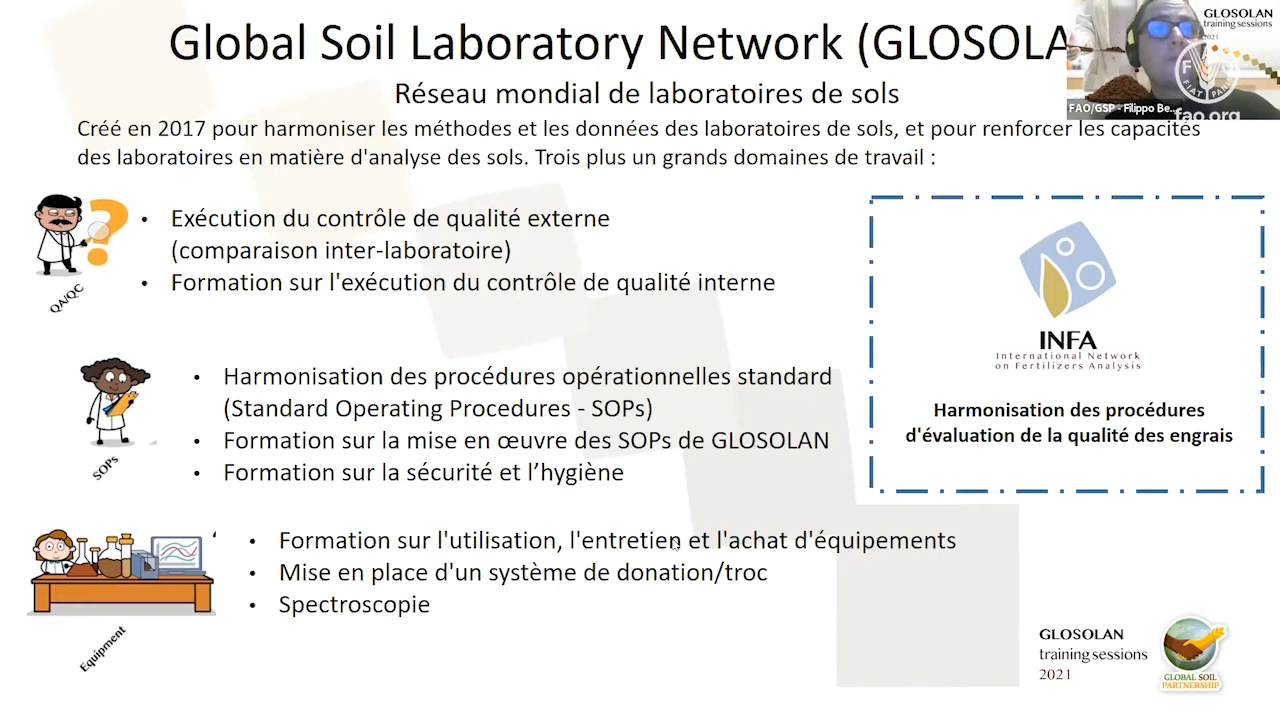 Global Soil Laboratory Network (GLOSOLA
Réseau mondial de laboratoires de sols
Créé en 2017 pour harmoniser les méthodes et les données des laboratoires de sols, et pour renforcer les capacités
des laboratoires en matière d'analyse des sols. Trois plus un grands domaines de travail :
GLOSOLAN
training sessions
2021
FIAT PANIS
FAO/GSP - Filippo Be...
fao.org
QA/QC
• Exécution du contrôle de qualité externe
(comparaison inter-laboratoire)
• Formation sur l'exécution du contrôle de qualité interne
SOPs
• Harmonisation des procédures opérationnelles standard
(Standard Operating Procedures - SOPs)
• Formation sur la mise en œuvre des SOPs de GLOSOLAN
• Formation sur la sécurité et l’hygiène
INFA
International Network
on Fertilizers Analysis
Harmonisation des procédures
d'évaluation de la qualité des engrais
Equipment
• Formation sur l'utilisation, l'entretien et l'achat d'équipements
• Mise en place d'un système de donation/troc
• Spectroscopie
GLOSOLAN
training sessions
2021
GLOBAL SOIL
PARTNERSHIP